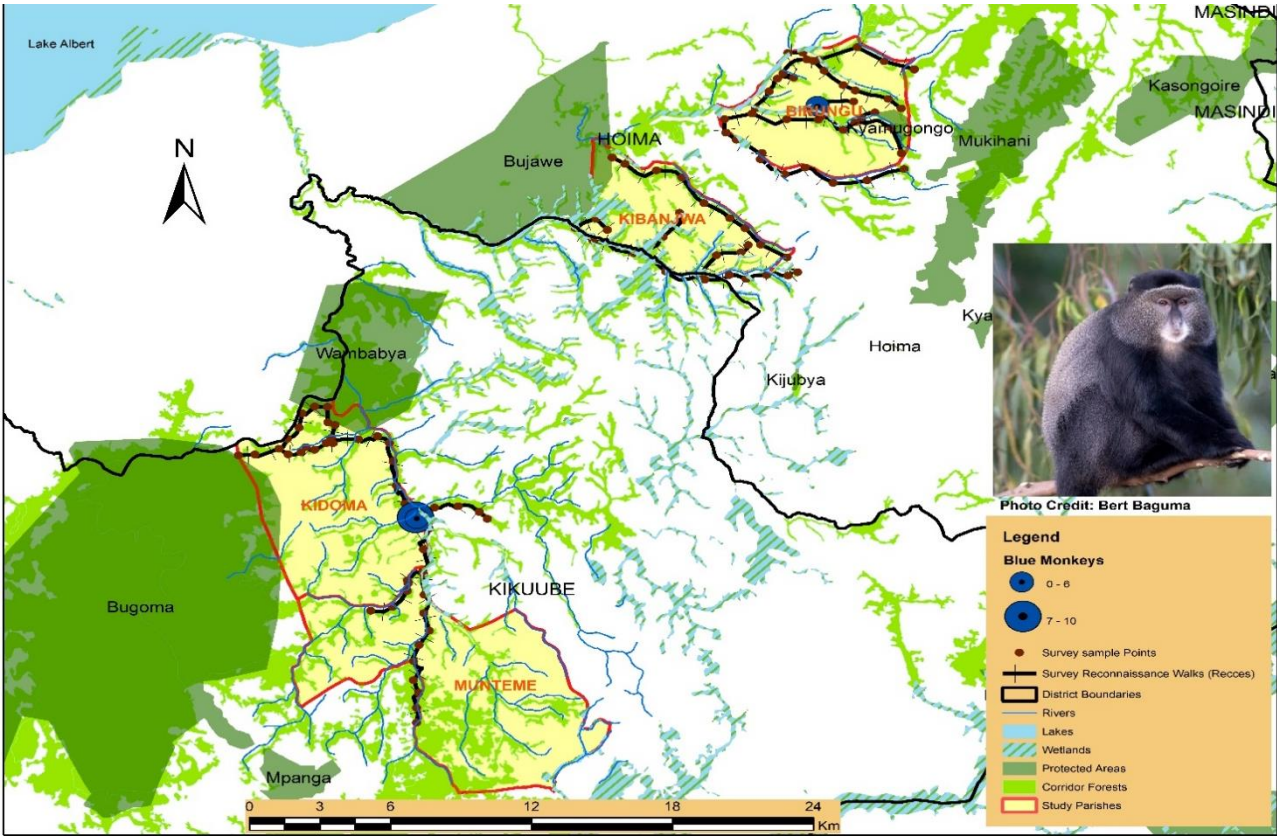 MASINDI
Lake Albert
Kasongoire
MASINDI
BINUNGU
Kyamugongo
HOIMA
Mukihani
N
Bujawe
KIBANJWA
Kya
Hoima
Wambabya
Kijubya
KIDOMA
Photo Credit: Bert Baguma
Legend
Blue Monkeys
0 - 6
7 - 10
KIKUUBE
Bugoma
Survey sample Points
Survey Reconnaissance Walks (Recces)
MUNTEME
District Boundaries
Rivers
Lakes
Wetlands
Protected Areas
Corridor Forests
Study Parishes
Mpanga
0 3 6 12 18 24
Km